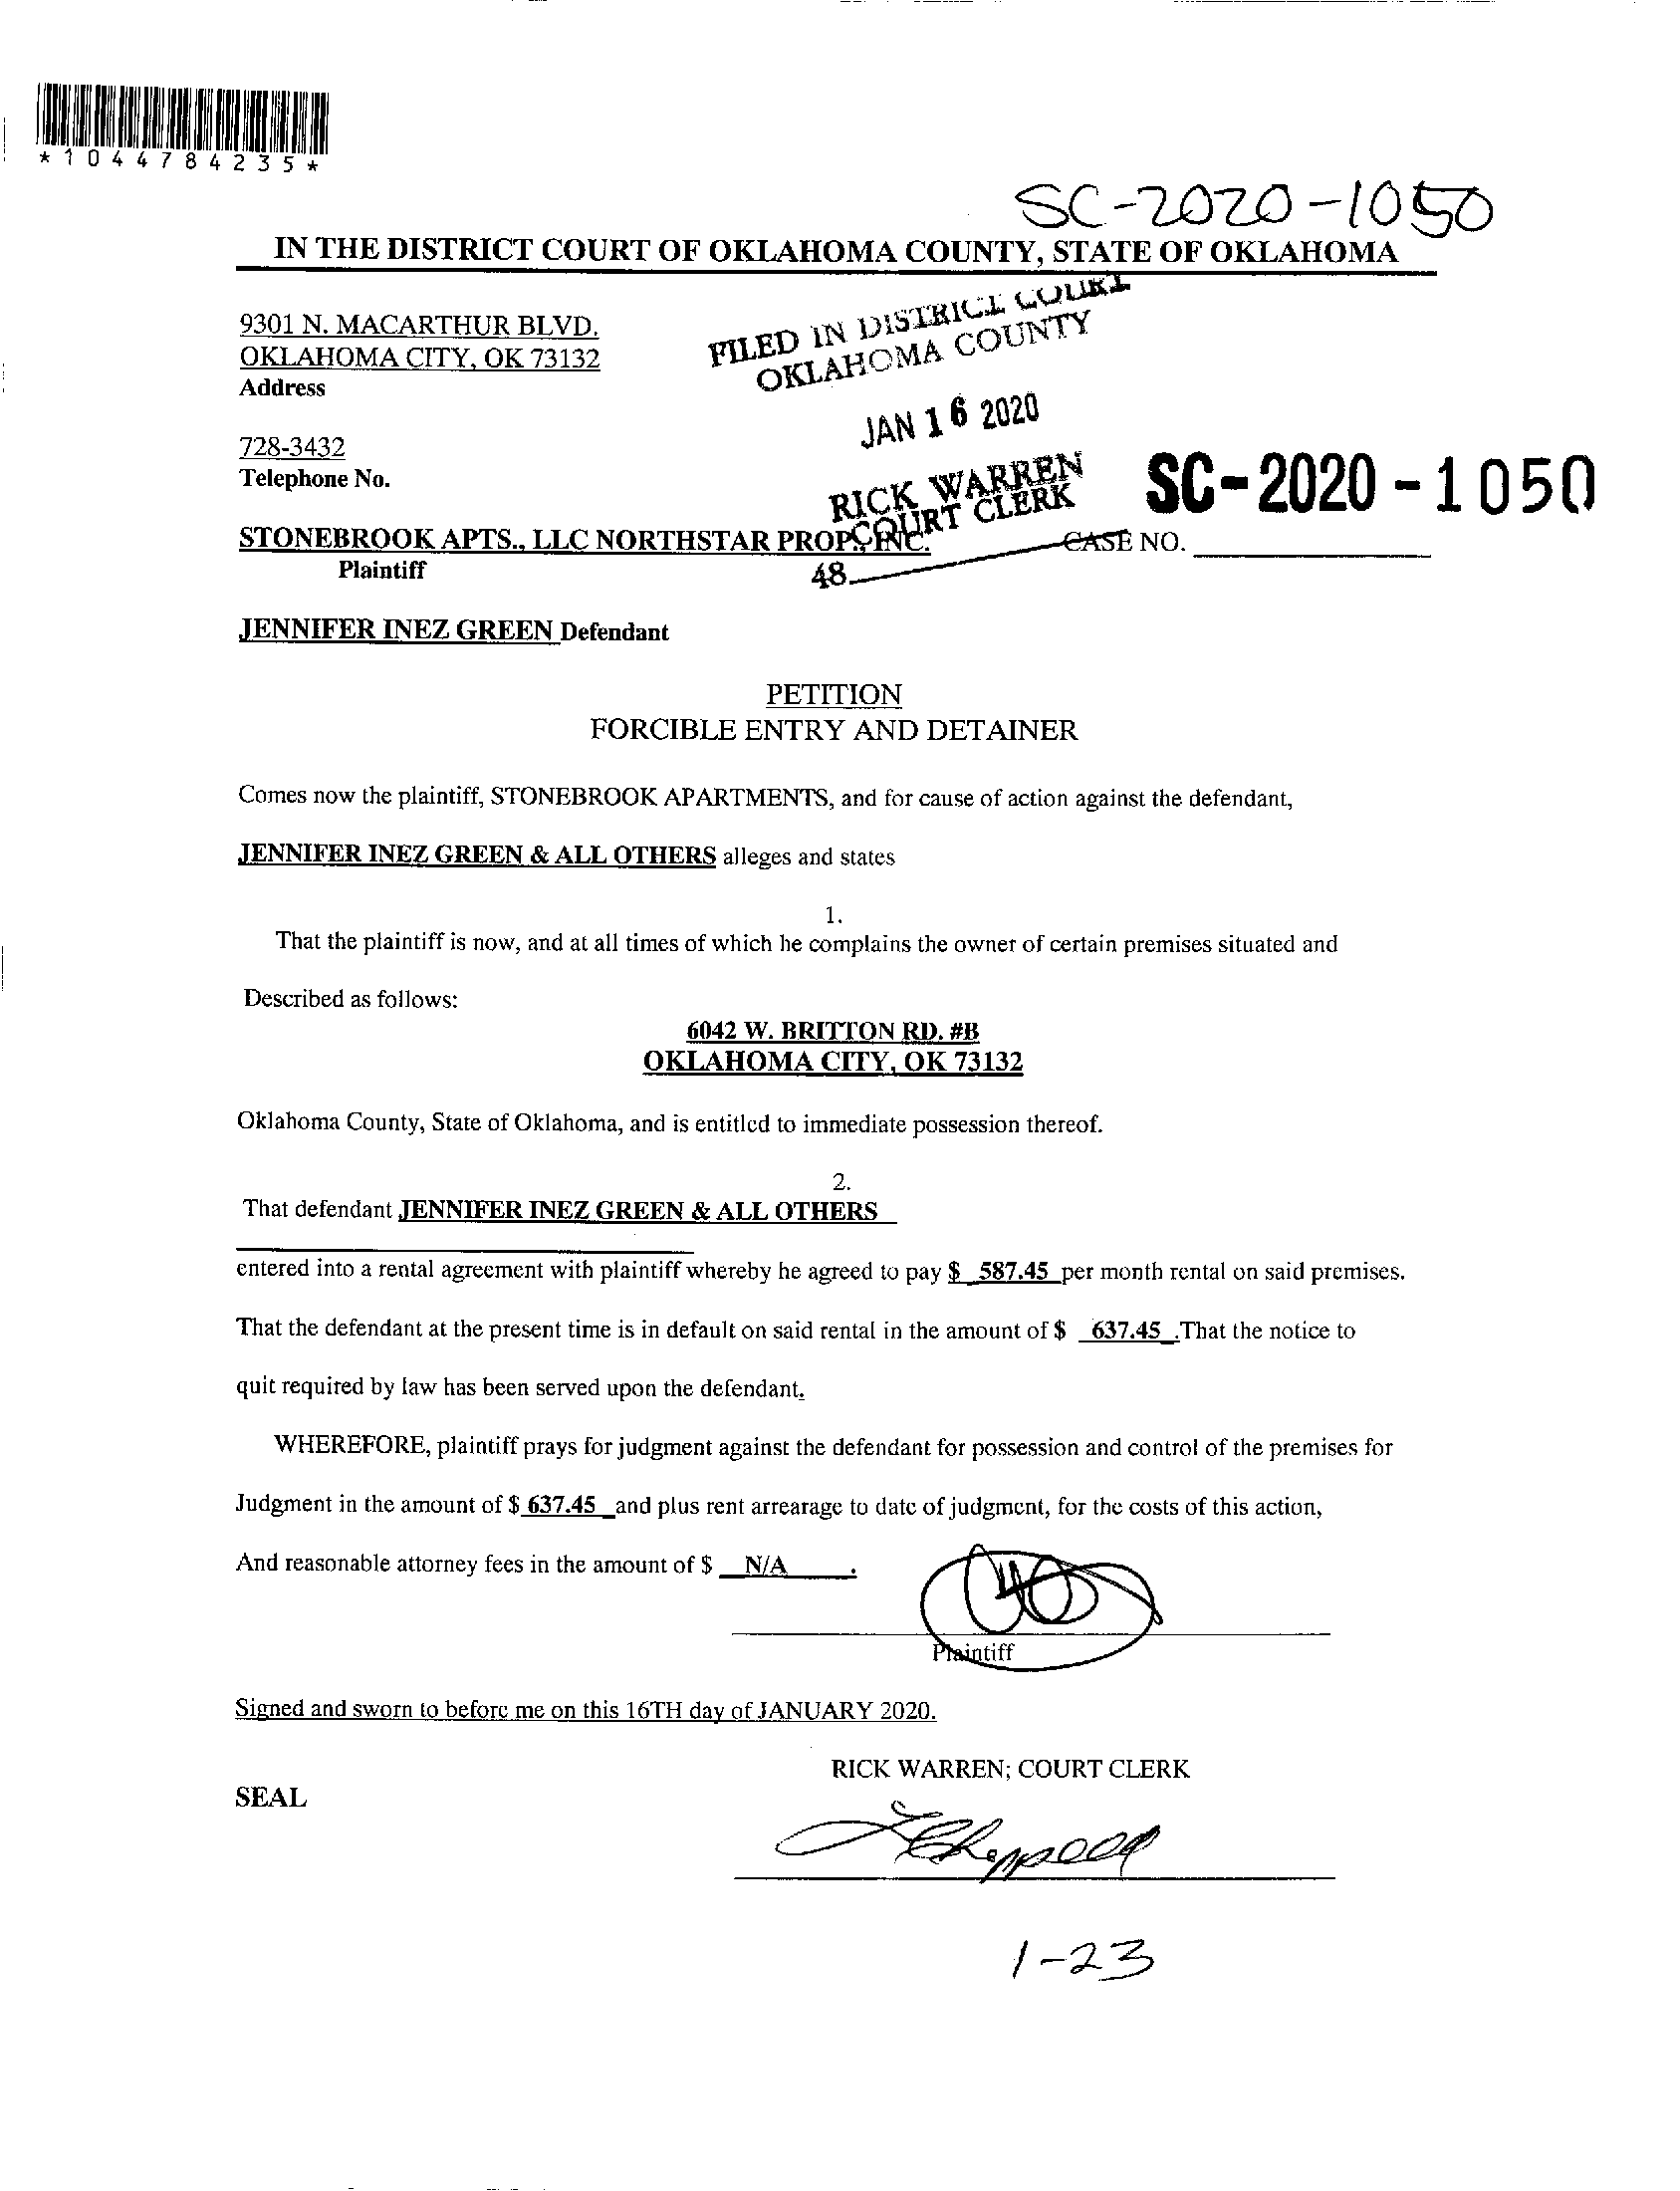 *1044784235*
SC-2020-1050
IN THE DISTRICT COURT OF OKLAHOMA COUNTY, STATE OF OKLAHOMA
9301 N. MACARTHUR BLVD.
OKLAHOMA CITY, OK 73132
Address
FILED IN DISTRICT COURT
OKLAHOMA COUNTY
JAN 16 2020
728-3432
Telephone No.
RICK WARREN
COURT CLERK
SC-2020-1050
STONEBROOK APTS., LLC NORTHSTAR PROP., INC.
CASE NO.
Plaintiff
48
JENNIFER INEZ GREEN Defendant
PETITION
FORCIBLE ENTRY AND DETAINER
Comes now the plaintiff, STONEBROOK APARTMENTS, and for cause of action against the defendant,
JENNIFER INEZ GREEN & ALL OTHERS alleges and states
1.
That the plaintiff is now, and at all times of which he complains the owner of certain premises situated and
Described as follows:
6042 W. BRITTON RD. #B
OKLAHOMA CITY, OK 73132
Oklahoma County, State of Oklahoma, and is entitled to immediate possession thereof.
2.
That defendant JENNIFER INEZ GREEN & ALL OTHERS
entered into a rental agreement with plaintiff whereby he agreed to pay $ 587.45 per month rental on said premises.
That the defendant at the present time is in default on said rental in the amount of $ 637.45 .That the notice to
quit required by law has been served upon the defendant.
WHEREFORE, plaintiff prays for judgment against the defendant for possession and control of the premises for
Judgment in the amount of $ 637.45 and plus rent arrearage to date of judgment, for the costs of this action,
And reasonable attorney fees in the amount of $ N/A .
Plaintiff
Signed and sworn to before me on this 16TH day of JANUARY 2020.
RICK WARREN; COURT CLERK
SEAL
1-23